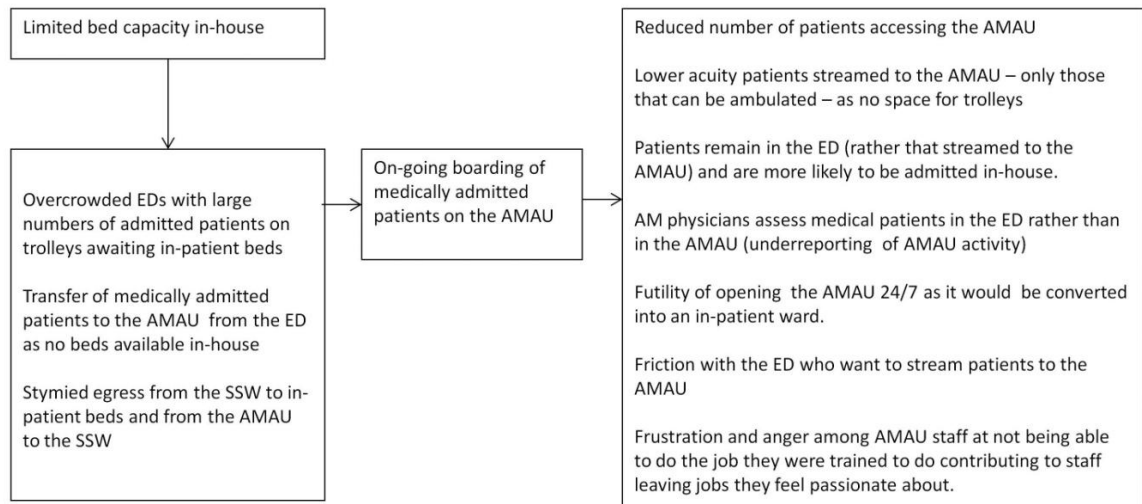 Limited bed capacity in-house
Overcrowded EDs with large
numbers of admitted patients on
trolleys awaiting in-patient beds
Transfer of medically admitted
patients to the AMAU from the ED
as no beds available in-house
Stymied egress from the SSW to in-
patient beds and from the AMAU
to the SSW
On-going boarding of
medically admitted
patients on the AMAU
Reduced number of patients accessing the AMAU
Lower acuity patients streamed to the AMAU – only those
that can be ambulated – as no space for trolleys
Patients remain in the ED (rather that streamed to the
AMAU) and are more likely to be admitted in-house.
AM physicians assess medical patients in the ED rather than
in the AMAU (underreporting of AMAU activity)
Futility of opening the AMAU 24/7 as it would be converted
into an in-patient ward.
Friction with the ED who want to stream patients to the
AMAU
Frustration and anger among AMAU staff at not being able
to do the job they were trained to do contributing to staff
leaving jobs they feel passionate about.